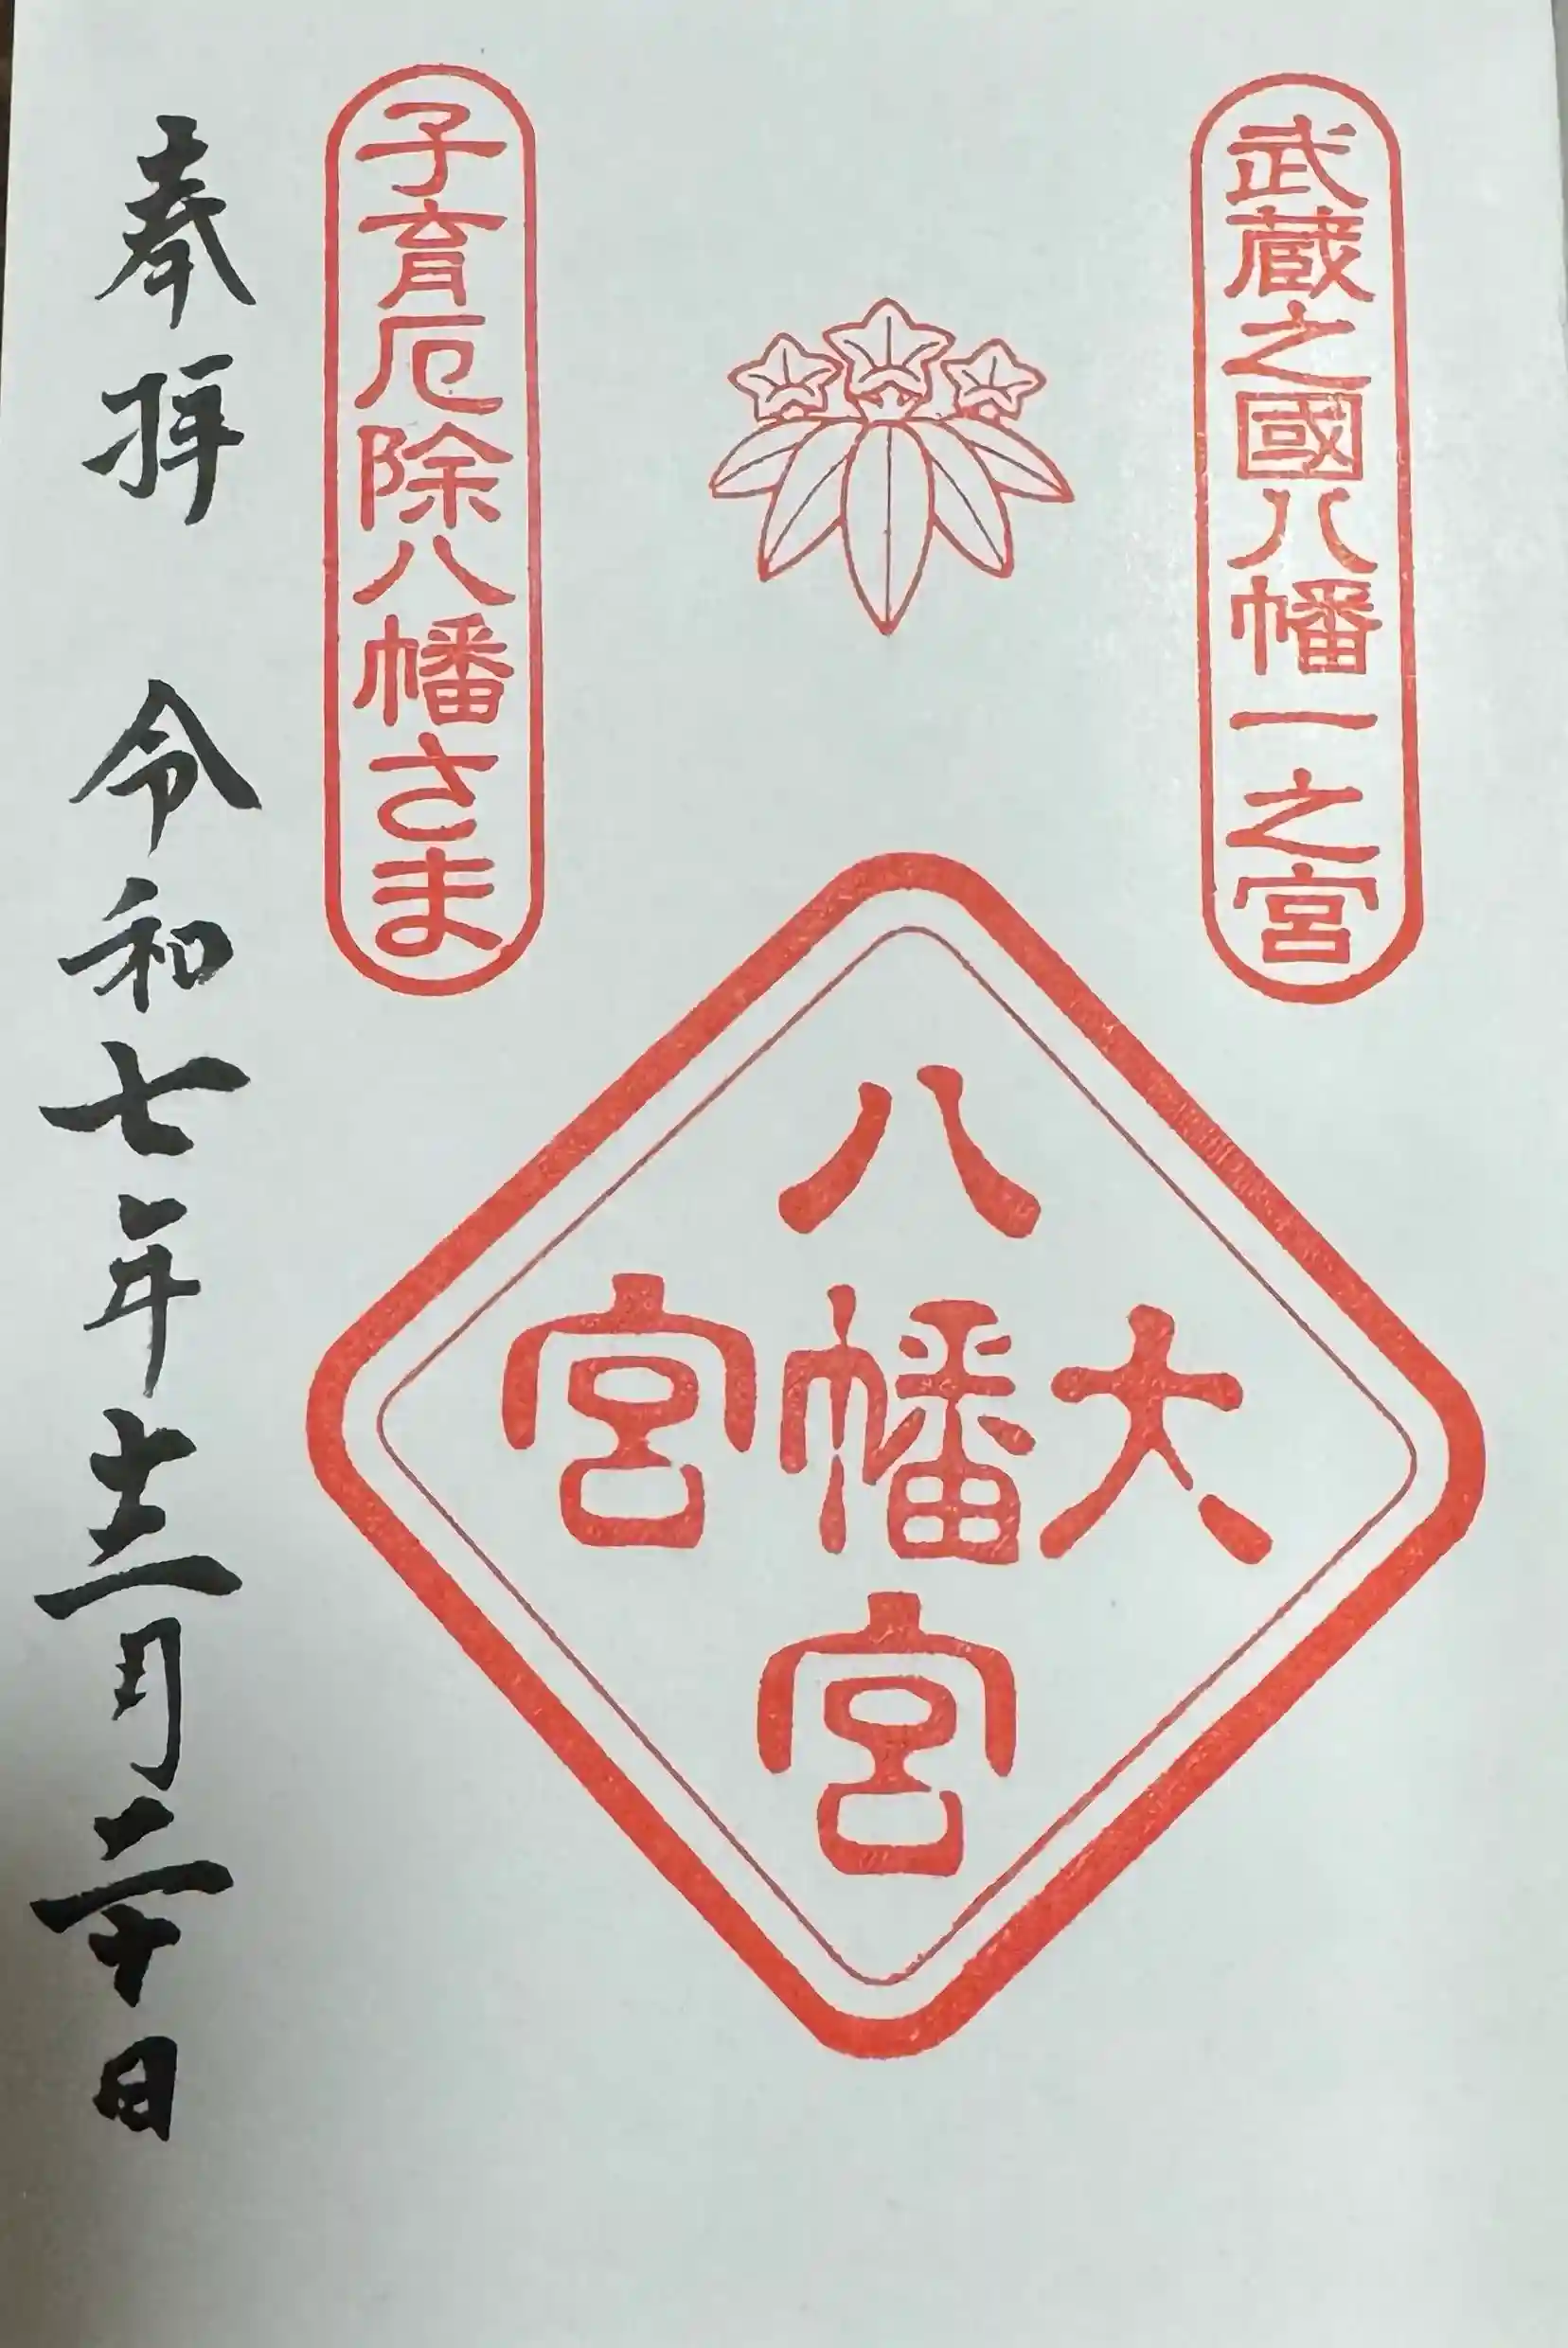 武蔵之國八幡一之宮
八
大幡宮
宮
子育厄除八幡さま
奉拝 令和七年十二月二十日